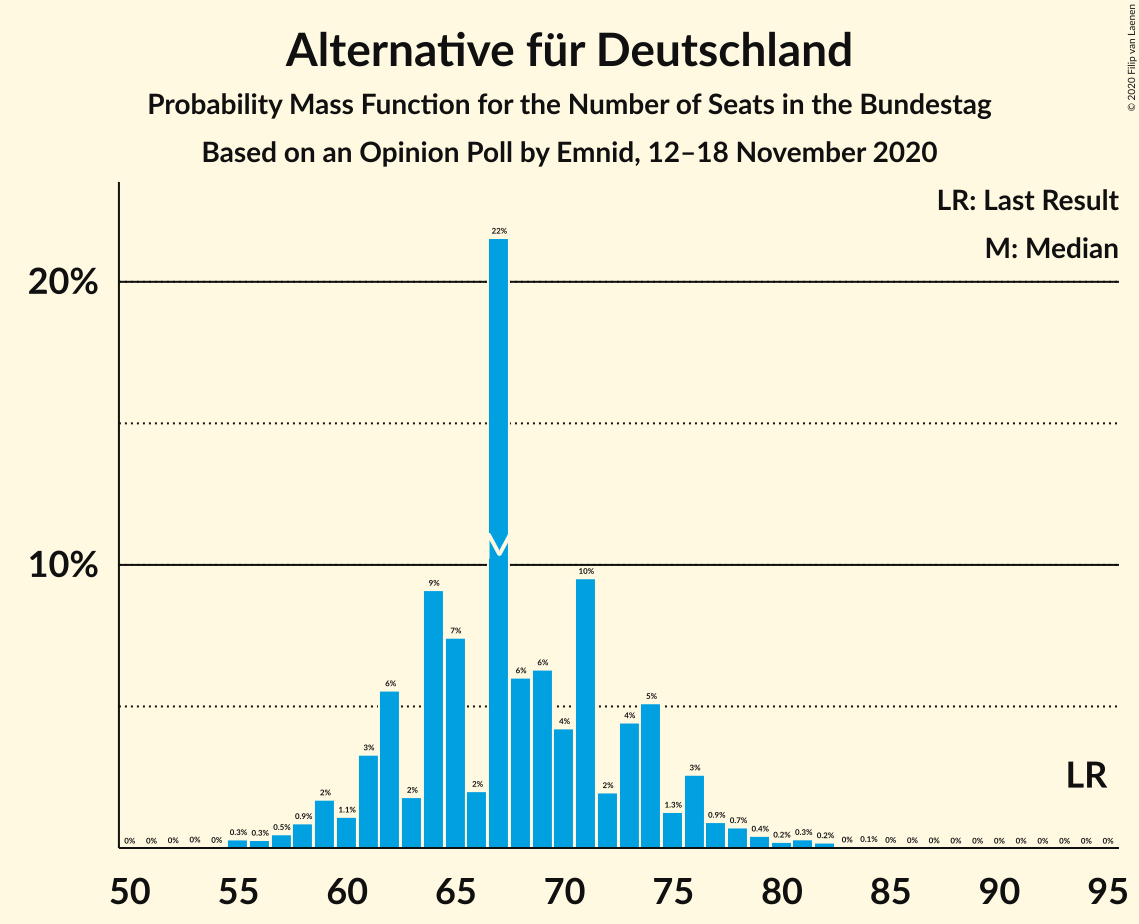 Alternative für Deutschland
Probability Mass Function for the Number of Seats in the Bundestag
Based on an Opinion Poll by Emnid, 12–18 November 2020
© 2020 Filip van Laenen
LR: Last Result
M: Median
20%
10%
0% 0% 0% 0% 0% 0.3% 0.3% 0.5% 0.9% 2% 1.1% 3% 6% 2% 9% 7% 2% 22% 6% 6% 4% 10% 2% 4% 5% 1.3% 3% 0.9% 0.7% 0.4% 0.2% 0.3% 0.2% 0% 0.1% 0% 0% 0% 0% 0% 0% 0% 0% 0% 0% 0%
M
LR
50 55 60 65 70 75 80 85 90 95